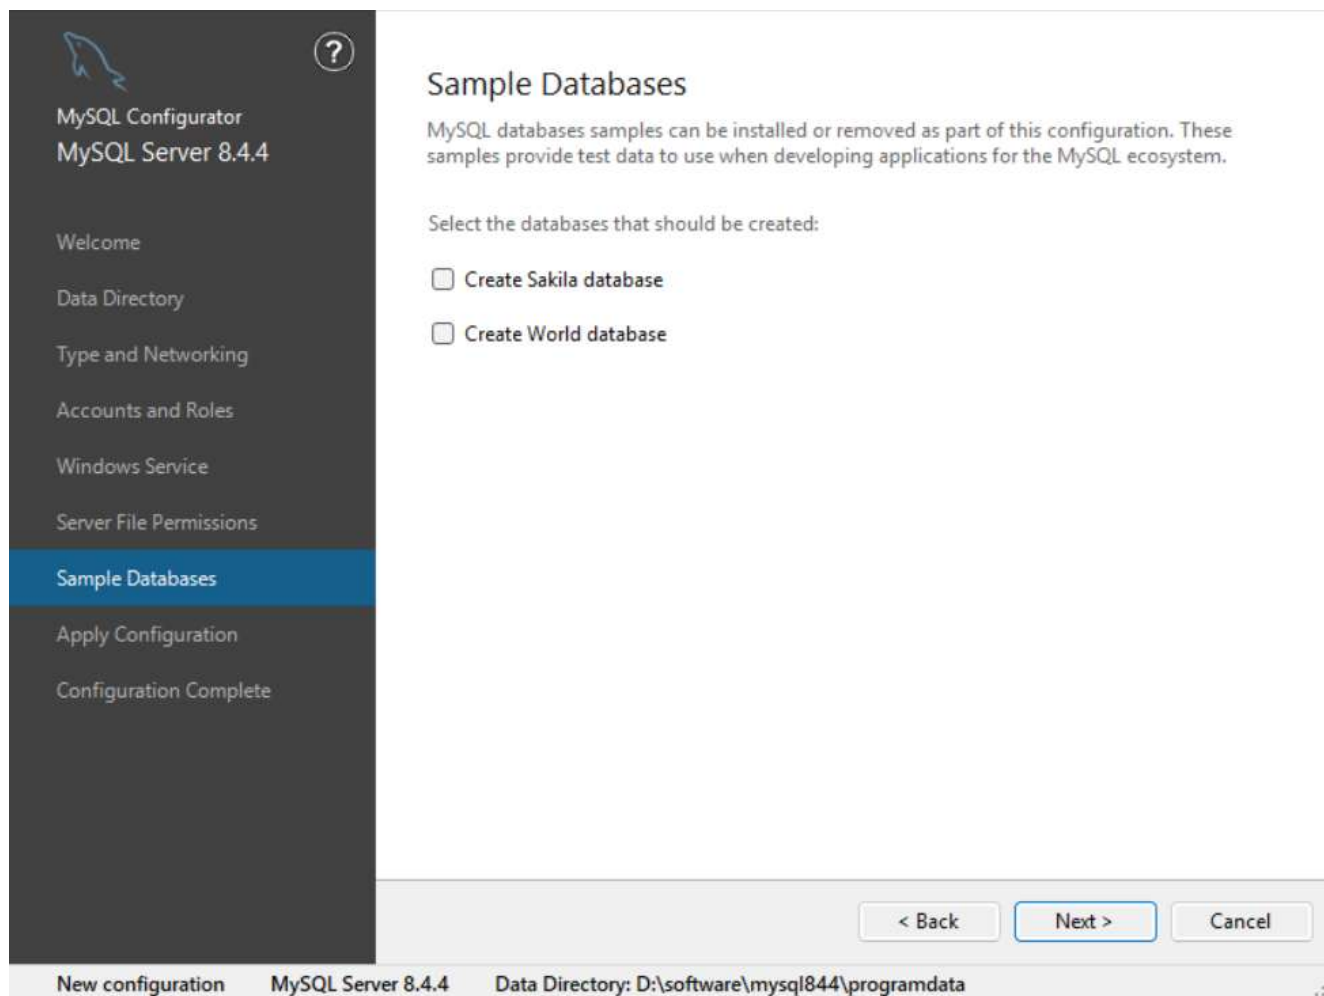 ?
MySQL Configurator
MySQL Server 8.4.4
Welcome
Data Directory
Type and Networking
Accounts and Roles
Windows Service
Server File Permissions
Sample Databases
Apply Configuration
Configuration Complete
Sample Databases
MySQL databases samples can be installed or removed as part of this configuration. These
samples provide test data to use when developing applications for the MySQL ecosystem.
Select the databases that should be created:
Create Sakila database
Create World database
< Back Next > Cancel
New configuration MySQL Server 8.4.4 Data Directory: D:\software\mysql844\programdata